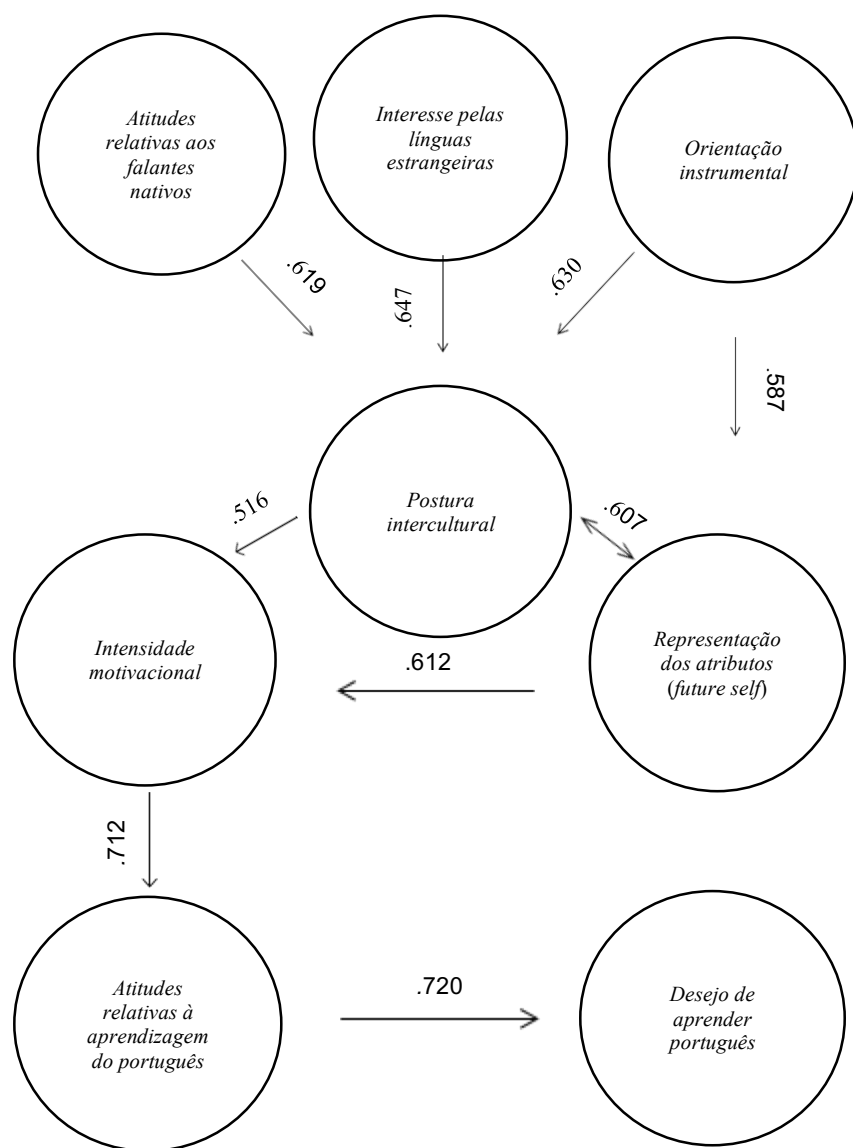 Atitudes
relativas aos
falantes
nativos
Interesse pelas
línguas
estrangeiras
Orientação
instrumental
.619
.647
.630
.587
Postura
intercultural
.516
.607
Intensidade
motivacional
.612
Representação
dos atributos
(future self)
.712
Atitudes
relativas à
aprendizagem
do português
.720
Desejo de
aprender
português